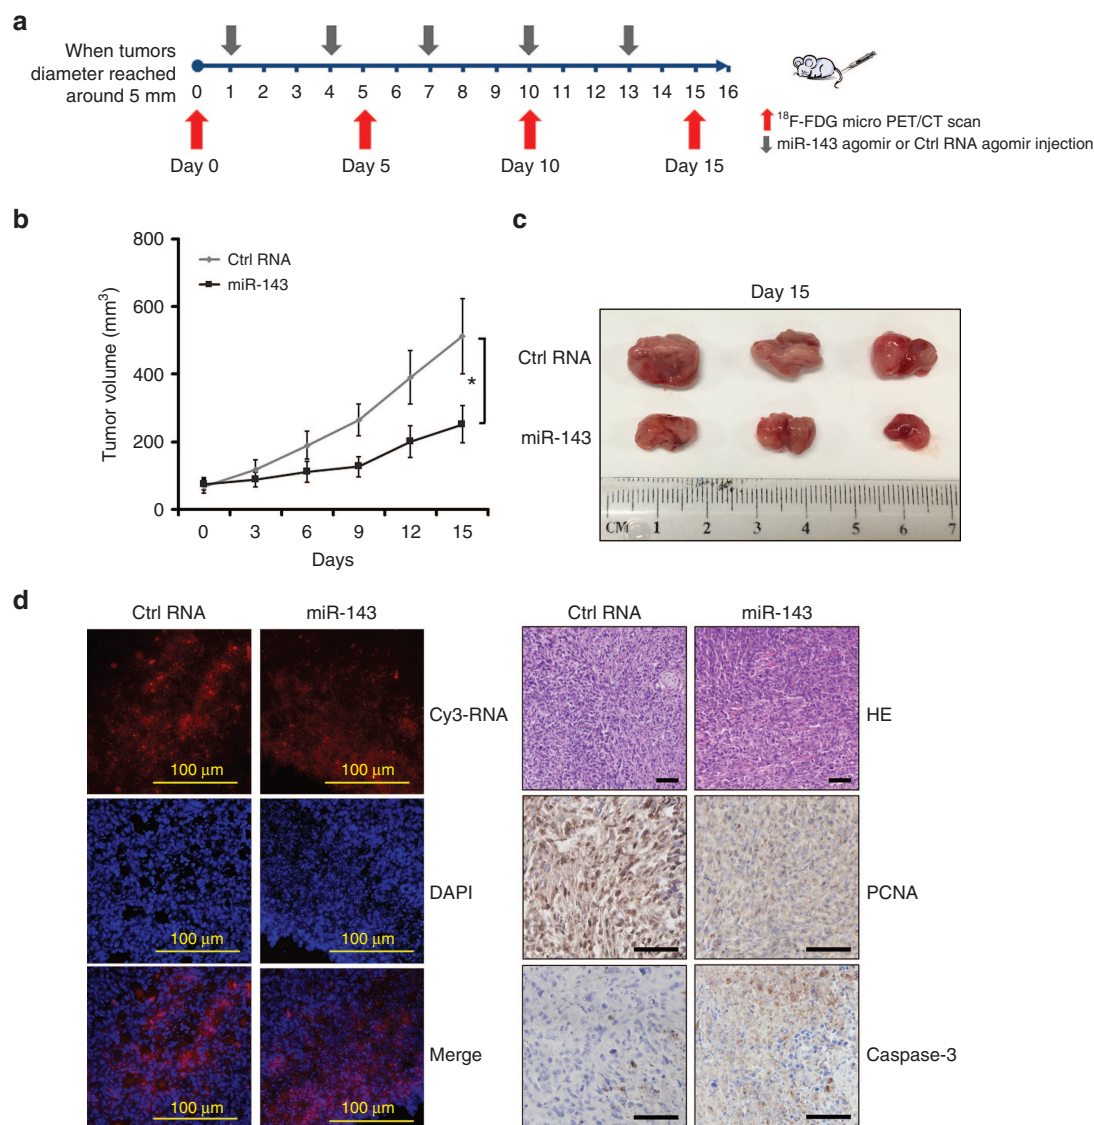 a
When tumors
diameter reached
around 5 mm
0 1 2 3 4 5 6 7 8 9 10 11 12 13 14 15 16
Day 0 Day 5 Day 10 Day 15
¹⁸F-FDG micro PET/CT scan
miR-143 agomir or Ctrl RNA agomir injection
b
Tumor volume (mm³)
800
600
400
200
0
Ctrl RNA
miR-143
*
0 3 6 9 12 15
Days
c
Day 15
Ctrl RNA
miR-143
CM 1 2 3 4 5 6 7
d
Ctrl RNA miR-143
Cy3-RNA
100 μm 100 μm
DAPI
100 μm 100 μm
Merge
100 μm 100 μm
Ctrl RNA miR-143
HE
PCNA
Caspase-3